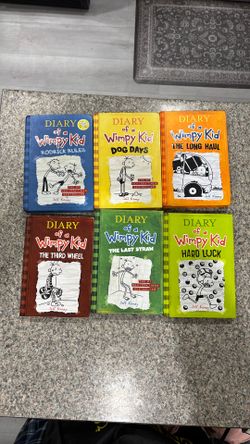 DIARY
of a
Wimpy Kid
RODRICK RULES
DIARY
of a
Wimpy Kid
DOG DAYS
Jeff Kinney
DIARY
of a
Wimpy Kid
THE LONG HAUL
Jeff Kinney
DIARY
of a
Wimpy Kid
THE THIRD WHEEL
Jeff Kinney
DIARY
of a
Wimpy Kid
THE LAST STRAW
Jeff Kinney
DIARY
of a
Wimpy Kid
HARD LUCK
Jeff Kinney